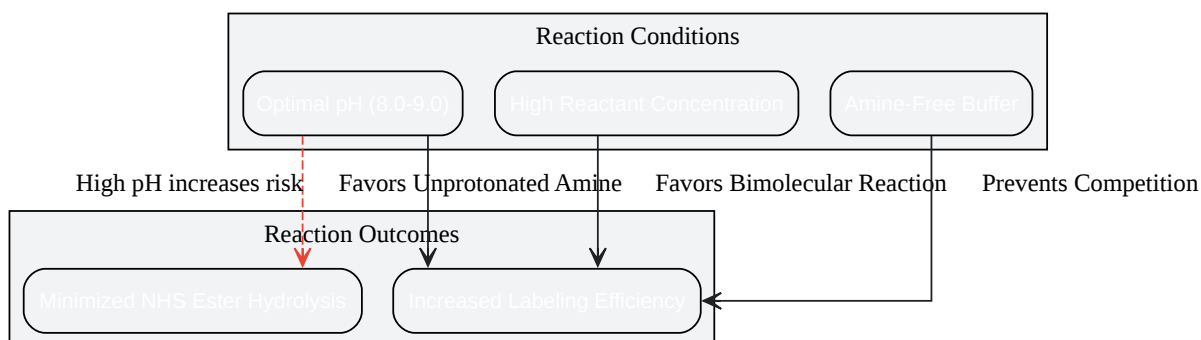 Reaction Conditions
Optimal pH (8.0-9.0)
High Reactant Concentration
Amine-Free Buffer
High pH increases risk
Favors Unprotonated Amine
Favors Bimolecular Reaction
Prevents Competition
Reaction Outcomes
Minimized NHS Ester Hydrolysis
Increased Labeling Efficiency